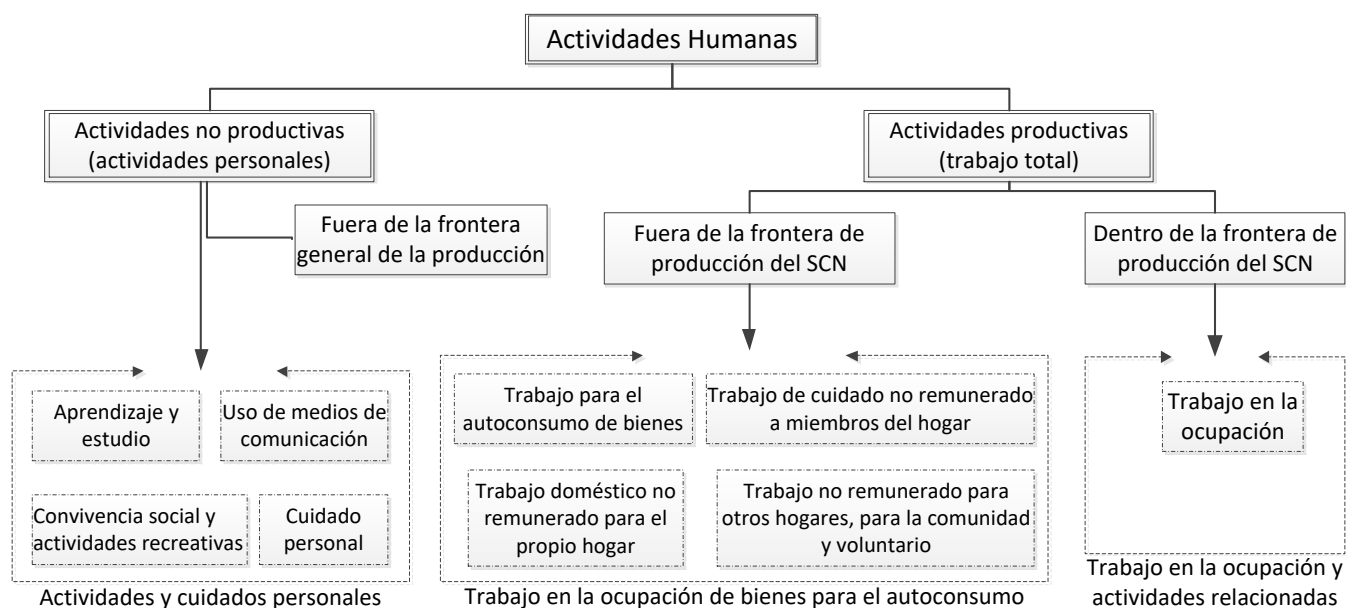 Actividades Humanas
Actividades no productivas
(actividades personales)
Actividades productivas
(trabajo total)
Fuera de la frontera
general de la producción
Fuera de la frontera de
producción del SCN
Dentro de la frontera de
producción del SCN
Aprendizaje y
estudio
Uso de medios de
comunicación
Convivencia social y
actividades recreativas
Cuidado
personal
Actividades y cuidados personales
Trabajo para el
autoconsumo de bienes
Trabajo de cuidado no remunerado
a miembros del hogar
Trabajo doméstico no
remunerado para el
propio hogar
Trabajo no remunerado para
otros hogares, para la comunidad
y voluntario
Trabajo en la ocupación de bienes para el autoconsumo
Trabajo en la
ocupación
Trabajo en la ocupación y
actividades relacionadas